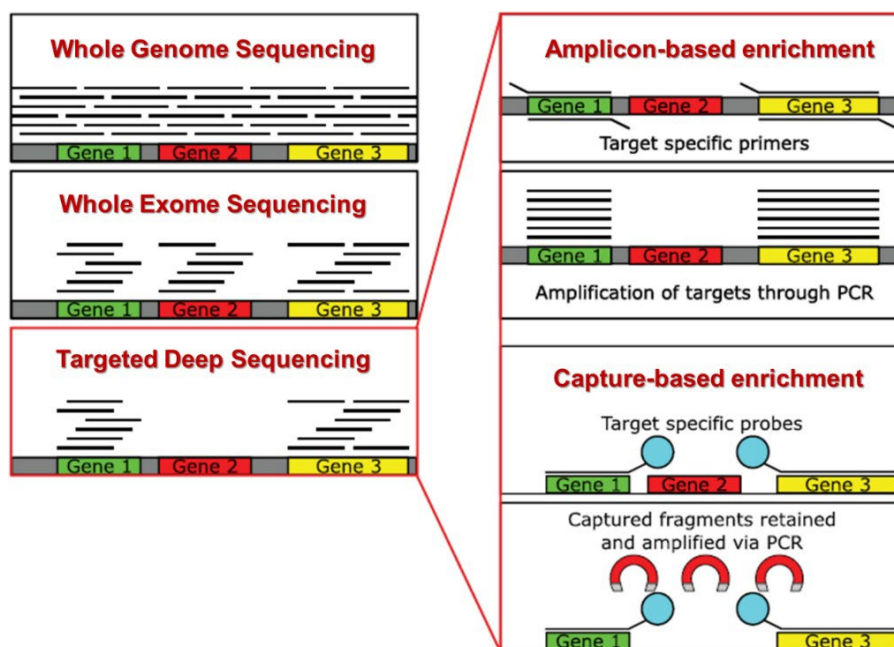 Whole Genome Sequencing
Gene 1 Gene 2 Gene 3
Whole Exome Sequencing
Gene 1 Gene 2 Gene 3
Targeted Deep Sequencing
Gene 1 Gene 2 Gene 3
Amplicon-based enrichment
Gene 1 Gene 2 Gene 3
Target specific primers
Gene 1 Gene 2 Gene 3
Amplification of targets through PCR
Capture-based enrichment
Target specific probes
Gene 1 Gene 2 Gene 3
Captured fragments retained
and amplified via PCR
Gene 1 Gene 3